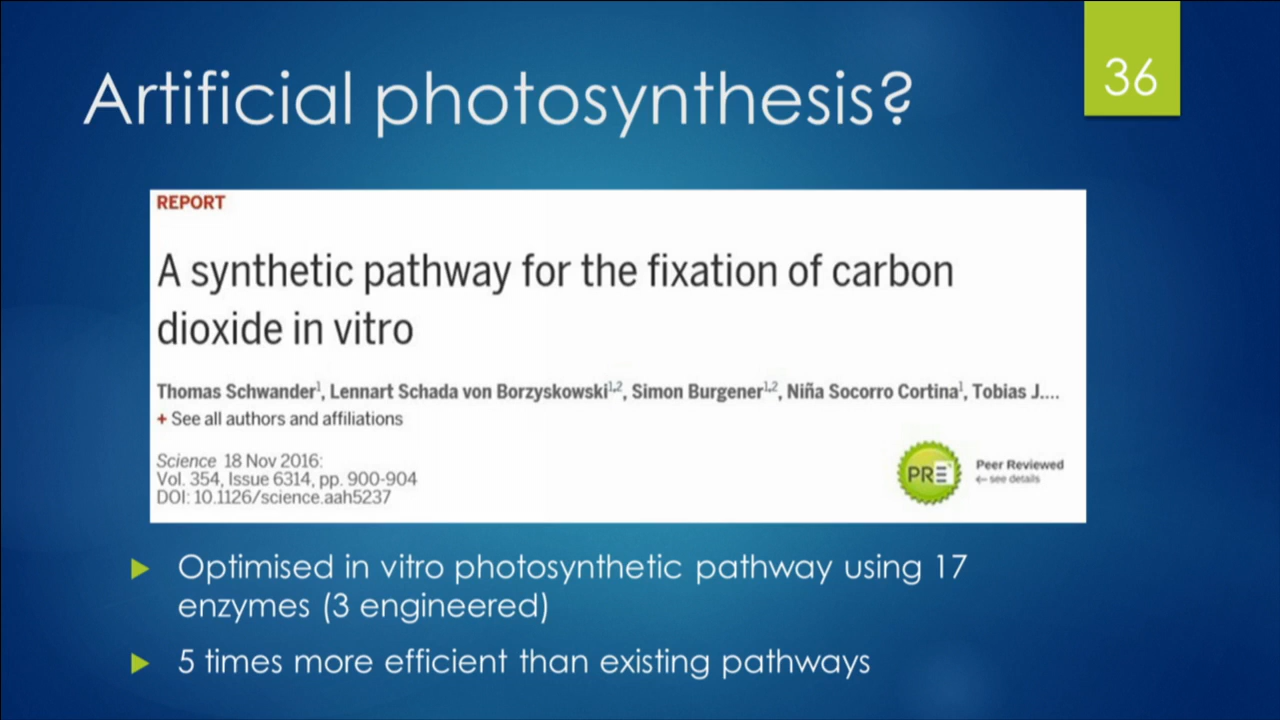 Artificial photosynthesis?
36
REPORT
A synthetic pathway for the fixation of carbon
dioxide in vitro
Thomas Schwander¹, Lennart Schada von Borzyskowski¹,², Simon Burgener¹,², Niña Socorro Cortina¹, Tobias J....
+ See all authors and affiliations
Science 18 Nov 2016:
Vol. 354, Issue 6314, pp. 900-904
DOI: 10.1126/science.aah5237
PRE
Peer Reviewed
← see details
Optimised in vitro photosynthetic pathway using 17
enzymes (3 engineered)
5 times more efficient than existing pathways